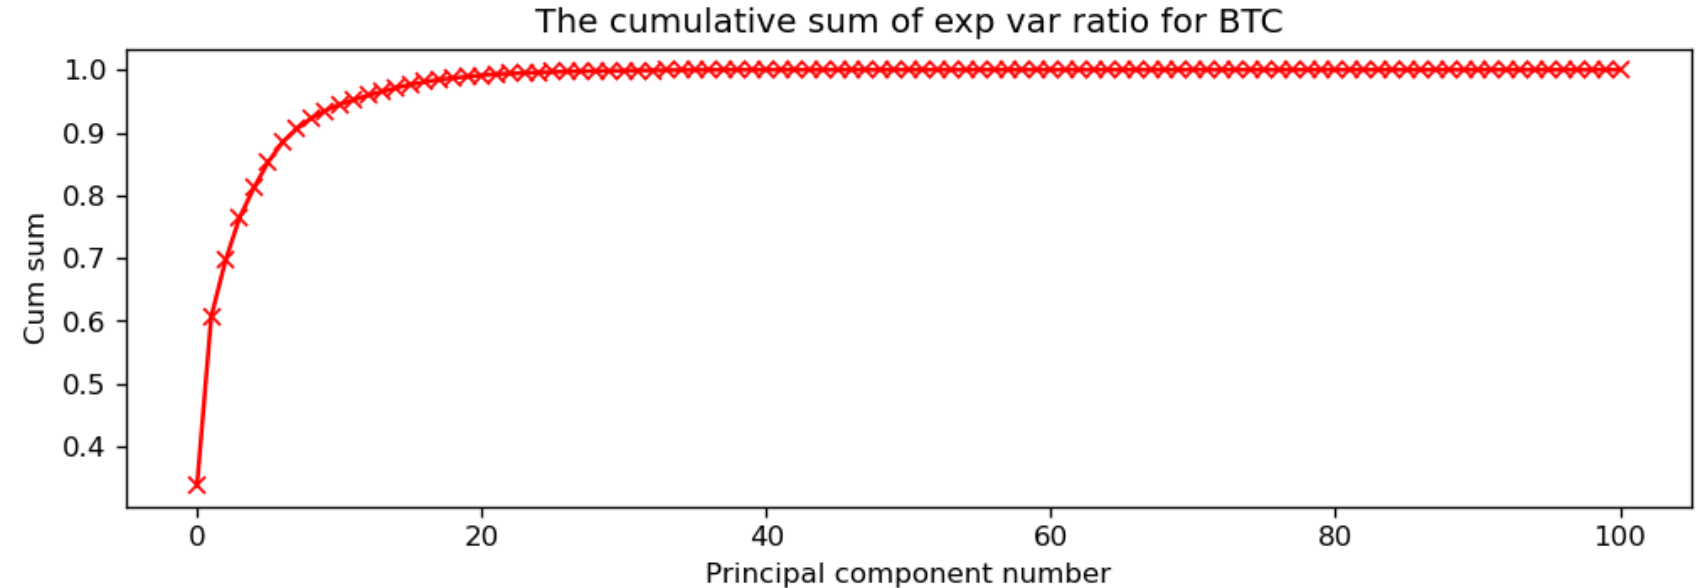 The cumulative sum of exp var ratio for BTC
1.0
0.9
0.8
0.7
0.6
0.5
0.4
Cum sum
0 20 40 60 80 100
Principal component number